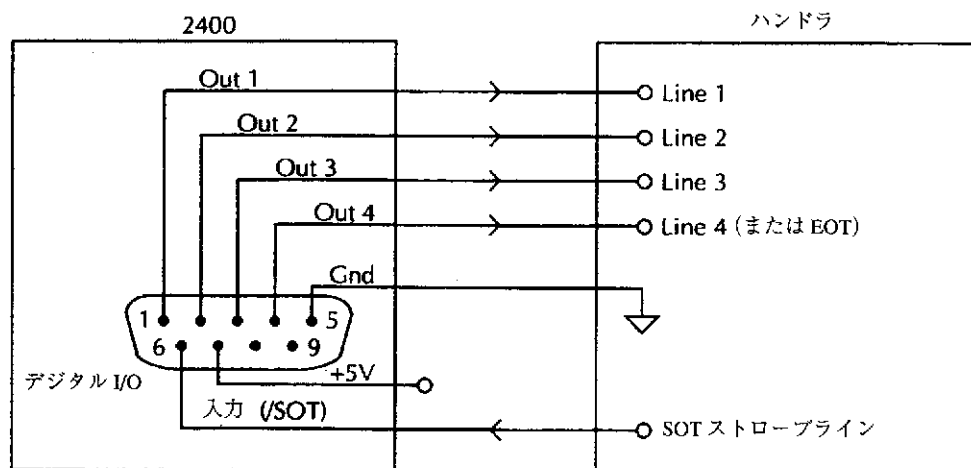 2400
ハンドラ
Out 1
Line 1
Out 2
Line 2
Out 3
Line 3
Out 4
Line 4 (または EOT)
Gnd
1
5
6
9
デジタル I/O
+5V
入力 (/SOT)
SOT ストローブライン